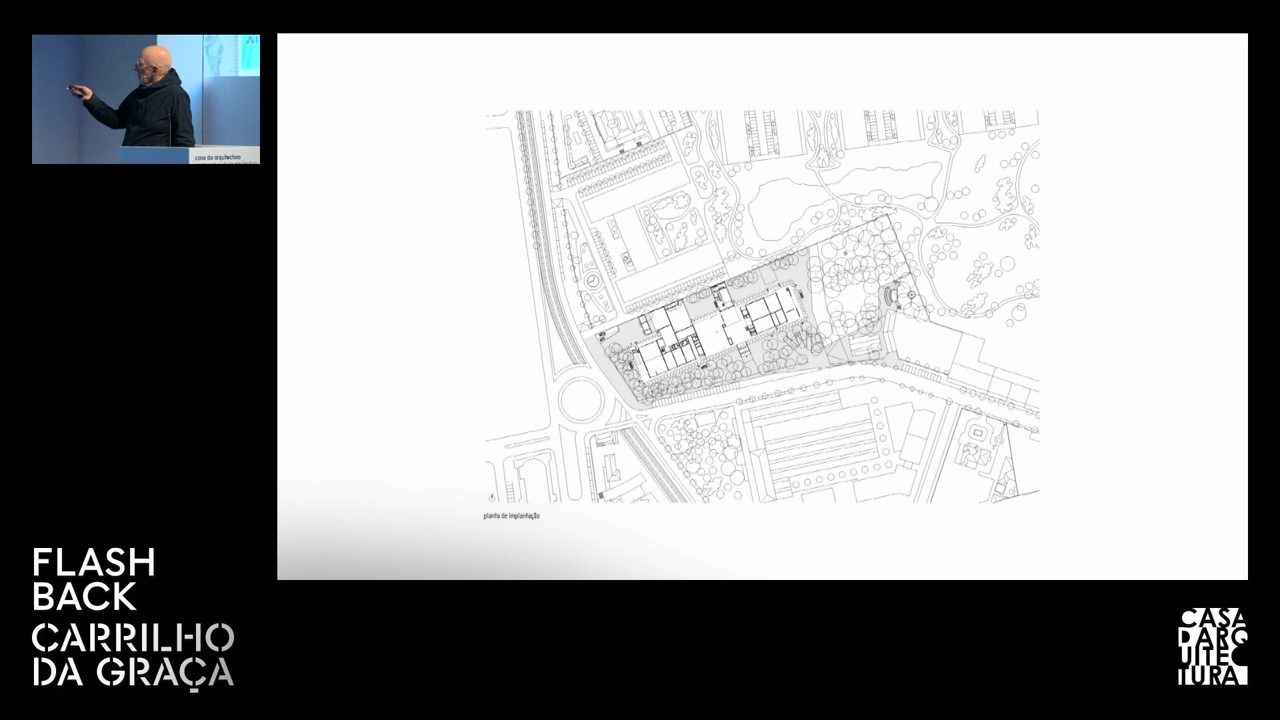 casa da arquitectura
planta de implantação
FLASH
BACK
CARRILHO
DA GRAÇA
CASA
DARQ
UITEC
TURA